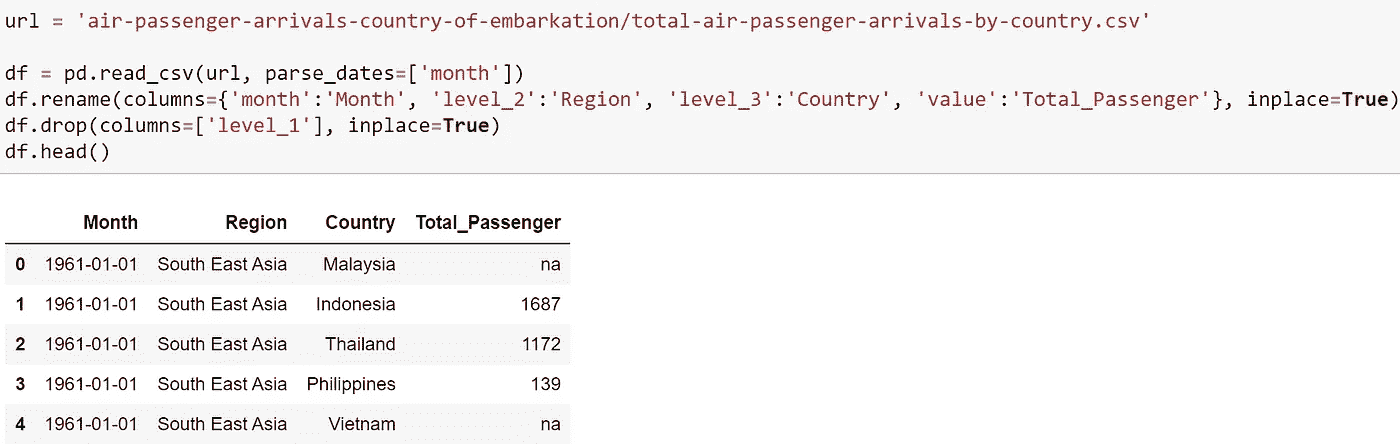 url = 'air-passenger-arrivals-country-of-embarkation/total-air-passenger-arrivals-by-country.csv'
df = pd.read_csv(url, parse_dates=['month'])
df.rename(columns={'month':'Month', 'level_2':'Region', 'level_3':'Country', 'value':'Total_Passenger'}, inplace=True)
df.drop(columns=['level_1'], inplace=True)
df.head()
Month Region Country Total_Passenger
0 1961-01-01 South East Asia Malaysia na
1 1961-01-01 South East Asia Indonesia 1687
2 1961-01-01 South East Asia Thailand 1172
3 1961-01-01 South East Asia Philippines 139
4 1961-01-01 South East Asia Vietnam na